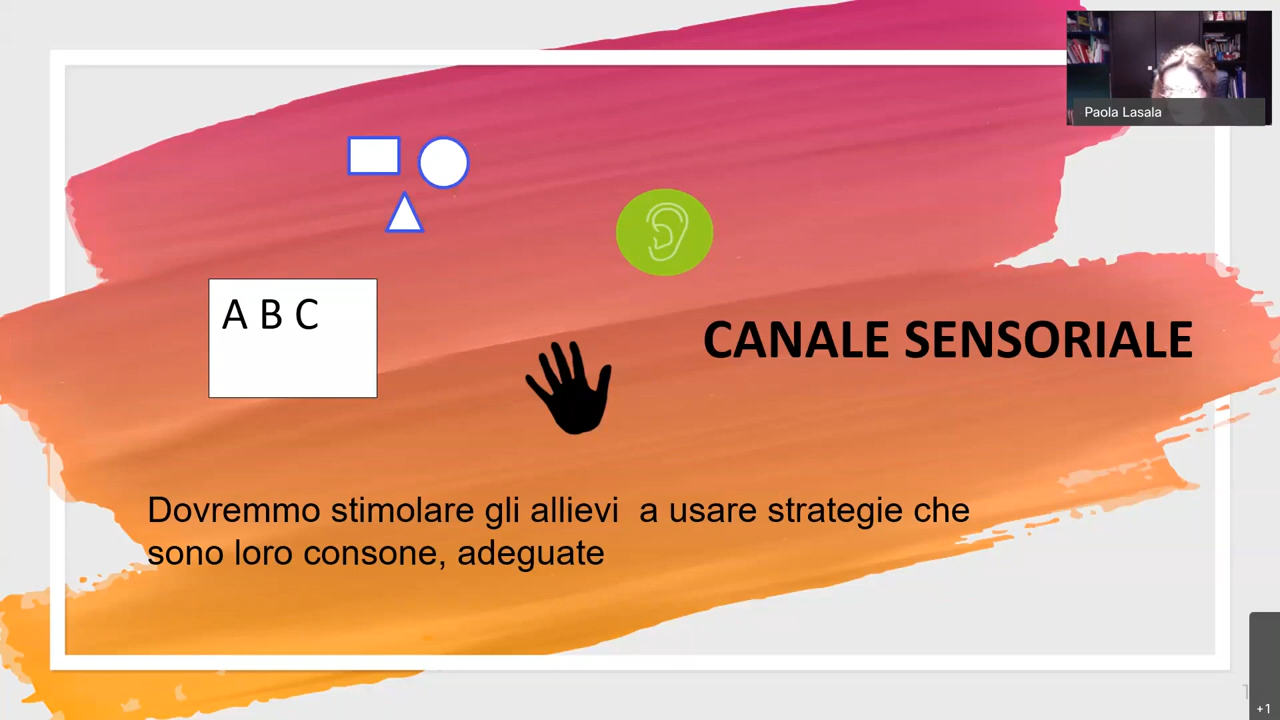 Paola Lasala
A B C
CANALE SENSORIALE
Dovremmo stimolare gli allievi  a usare strategie che
sono loro consone, adeguate
+1